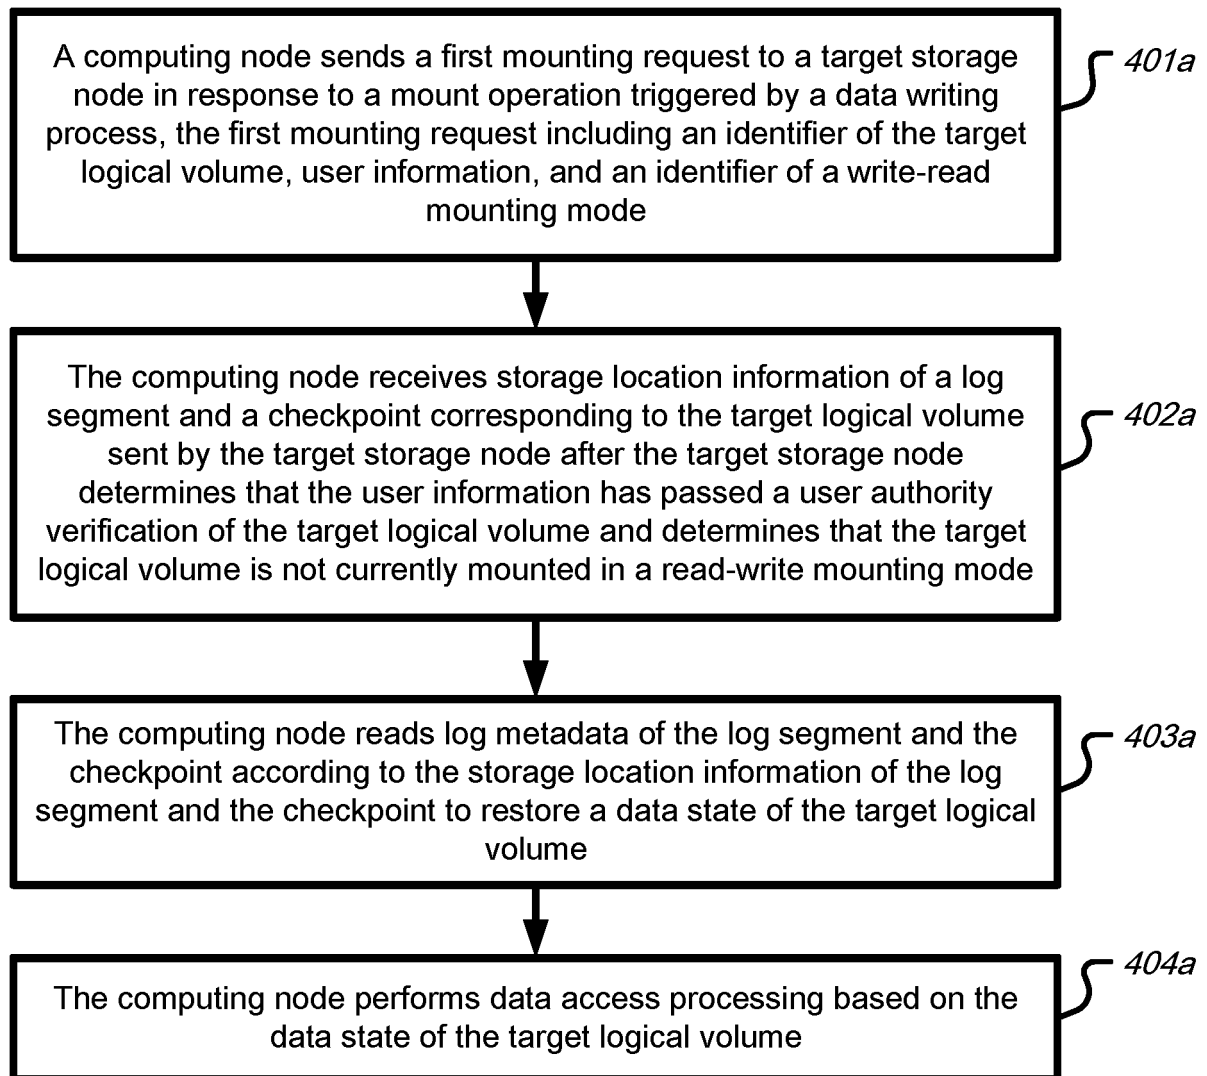 A computing node sends a first mounting request to a target storage
node in response to a mount operation triggered by a data writing
process, the first mounting request including an identifier of the target
logical volume, user information, and an identifier of a write-read
mounting mode
401a
The computing node receives storage location information of a log
segment and a checkpoint corresponding to the target logical volume
sent by the target storage node after the target storage node
determines that the user information has passed a user authority
verification of the target logical volume and determines that the target
logical volume is not currently mounted in a read-write mounting mode
402a
The computing node reads log metadata of the log segment and the
checkpoint according to the storage location information of the log
segment and the checkpoint to restore a data state of the target logical
volume
403a
The computing node performs data access processing based on the
data state of the target logical volume
404a